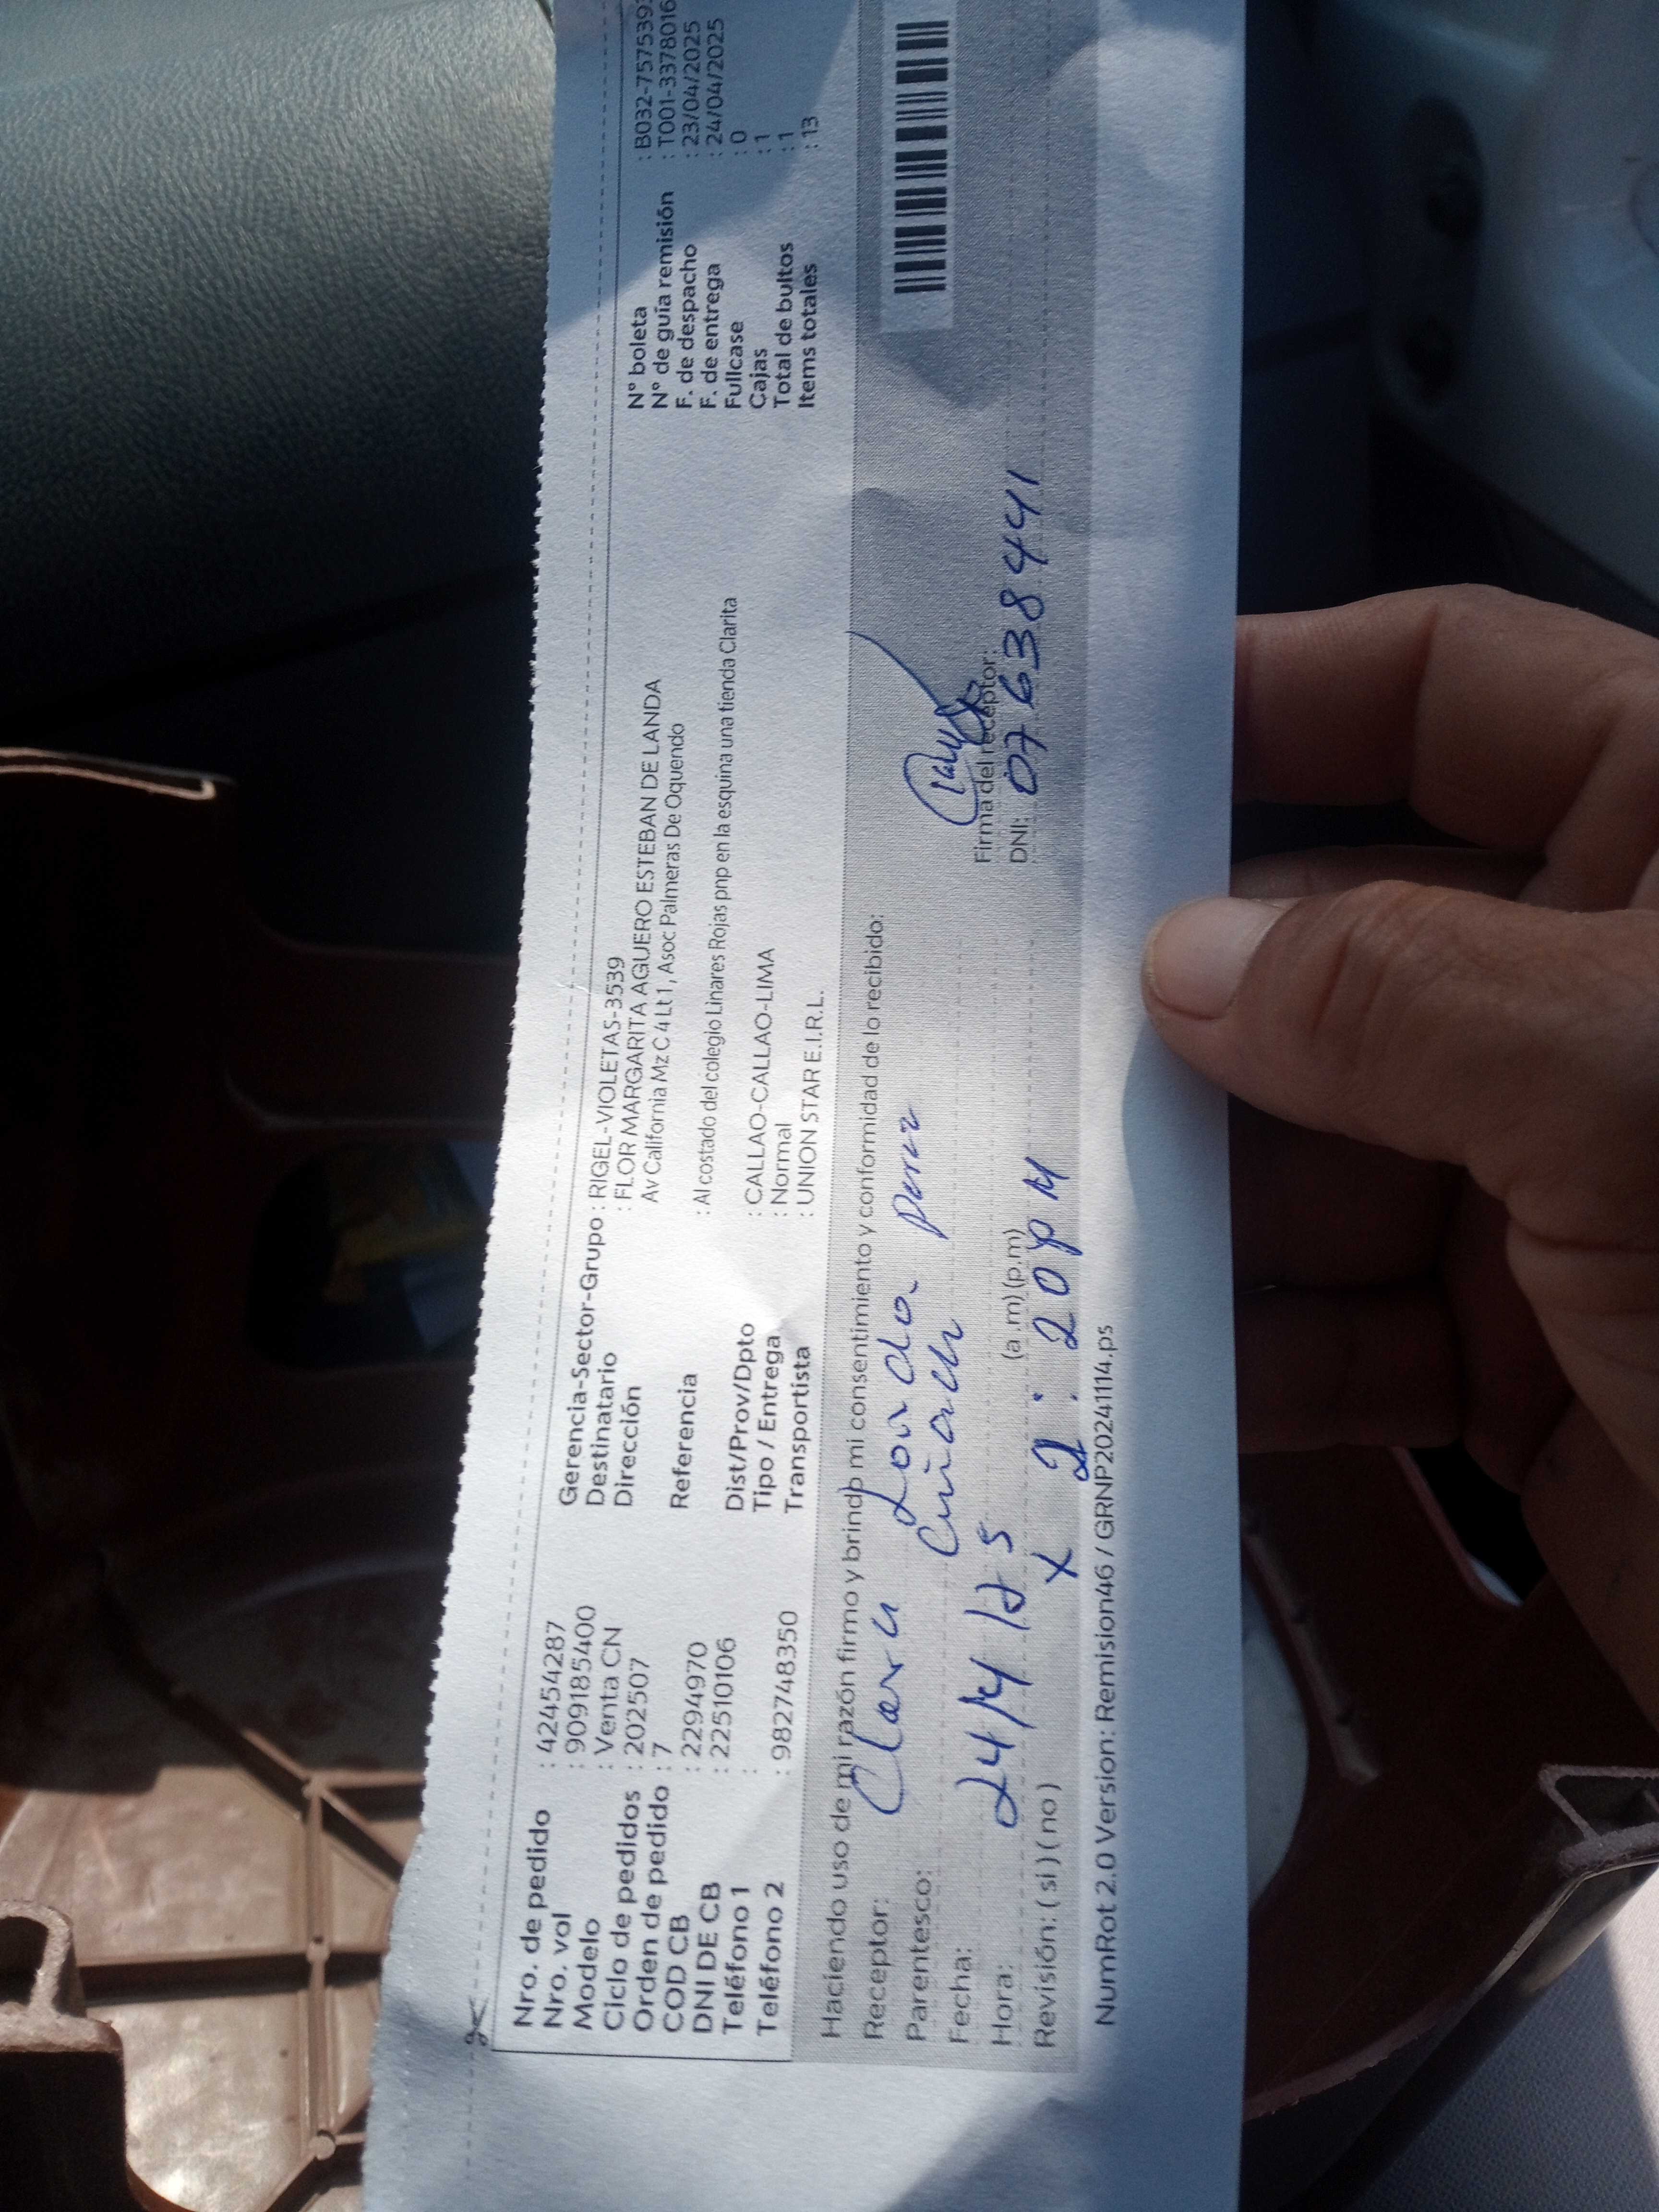 Nro. de pedido : 42454287
Nro. vol : 909185400
Modelo : Venta CN
Ciclo de pedidos : 202507
Orden de pedido : 7
COD CB : 2294970
DNI DE CB : 22510106
Teléfono 1 :
Teléfono 2 : 982748350
Gerencia-Sector-Grupo : RIGEL-VIOLETAS-3539
Destinatario : FLOR MARGARITA AGUERO ESTEBAN DE LANDA
Dirección Av California Mz C 4 Lt 1, Asoc Palmeras De Oquendo
Referencia : Al costado del colegio Linares Rojas pnp en la esquina una tienda Clarita
Dist/Prov/Dpto : CALLAO-CALLAO-LIMA
Tipo / Entrega : Normal
Transportista : UNION STAR E.I.R.L.
N° boleta : B032-757539
N° de guía remisión : T001-3378016
F. de despacho : 23/04/2025
F. de entrega : 24/04/2025
Fullcase : 0
Cajas : 1
Total de bultos : 1
Items totales : 13
Haciendo uso de mi razón firmo y brindo mi consentimiento y conformidad de lo recibido:
Receptor: Clara Landa
Parentesco: Cuñada
Fecha: 24/4/25
Hora: 2:20 PM (a.m) (p.m)
Revisión: ( si ) ( no ) x
Firma del receptor:
DNI: 07638441
NumRot 2.0 Version: Remision46 / GRNP20241114.ps